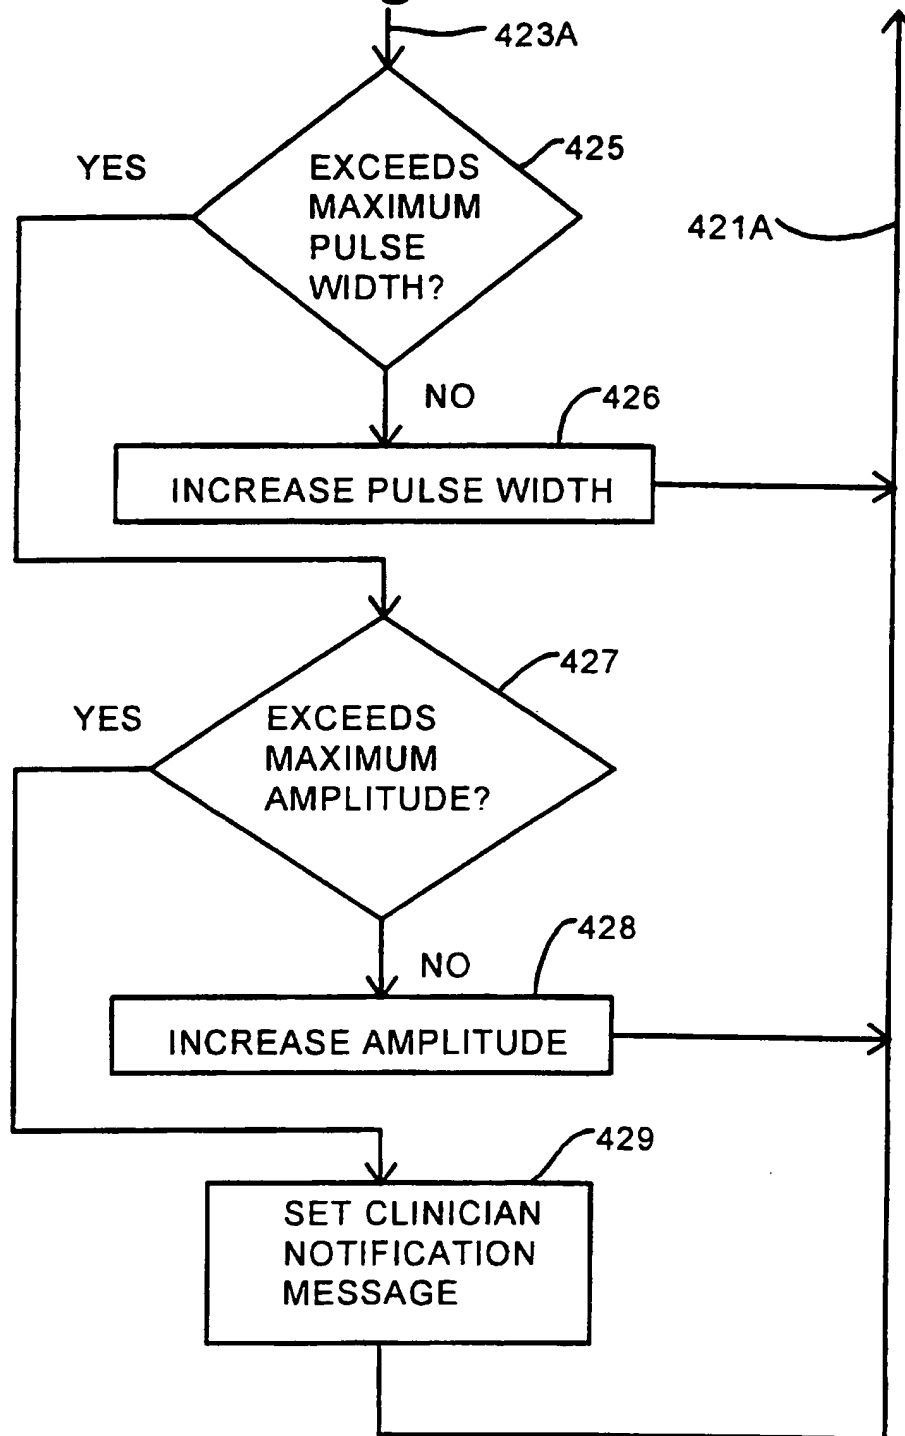 423A
425
YES
EXCEEDS
MAXIMUM
PULSE
WIDTH?
421A
NO
426
INCREASE PULSE WIDTH
427
YES
EXCEEDS
MAXIMUM
AMPLITUDE?
428
NO
INCREASE AMPLITUDE
429
SET CLINICIAN
NOTIFICATION
MESSAGE